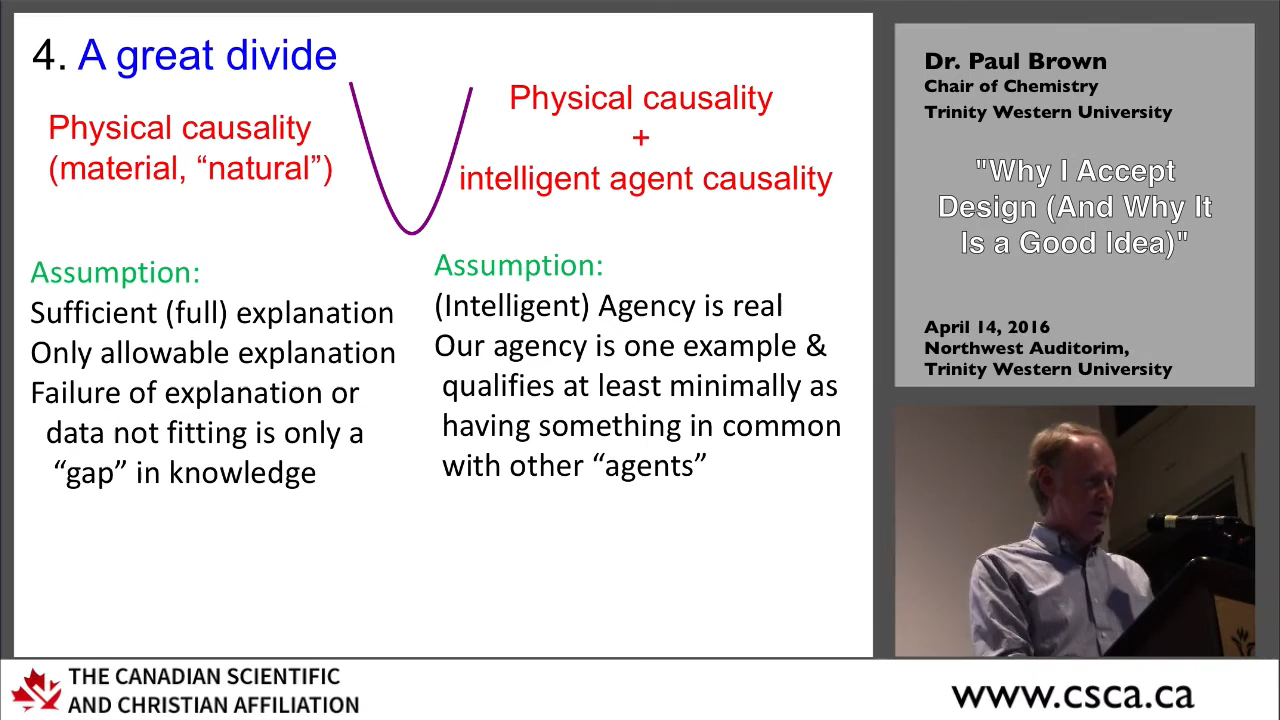 4. A great divide
Physical causality
(material, “natural”)
Physical causality
+
intelligent agent causality
Assumption:
Sufficient (full) explanation
Only allowable explanation
Failure of explanation or
data not fitting is only a
“gap” in knowledge
Assumption:
(Intelligent) Agency is real
Our agency is one example &
qualifies at least minimally as
having something in common
with other “agents”
Dr. Paul Brown
Chair of Chemistry
Trinity Western University
"Why I Accept
Design (And Why It
Is a Good Idea)"
April 14, 2016
Northwest Auditorim,
Trinity Western University
THE CANADIAN SCIENTIFIC
AND CHRISTIAN AFFILIATION
www.csca.ca